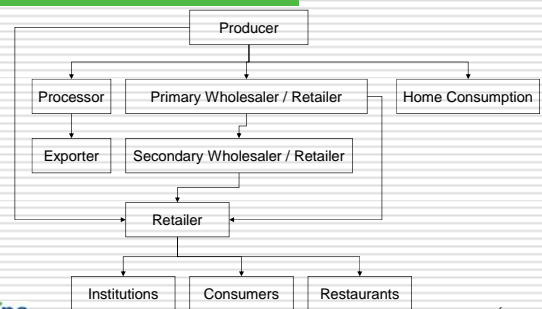 Producer
Processor
Primary Wholesaler / Retailer
Home Consumption
Exporter
Secondary Wholesaler / Retailer
Retailer
Institutions
Consumers
Restaurants